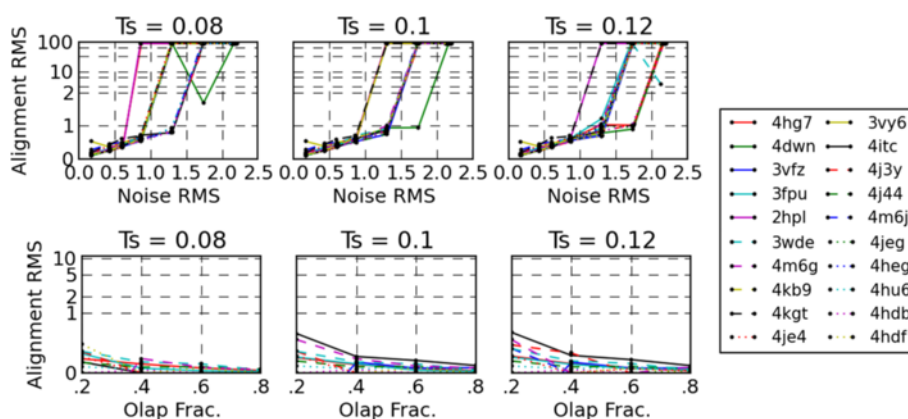 Ts = 0.08 Ts = 0.1 Ts = 0.12
Alignment RMS
100
10
2
1
0
0.0 0.5 1.0 1.5 2.0 2.5
0.0 0.5 1.0 1.5 2.0 2.5
0.0 0.5 1.0 1.5 2.0 2.5
Noise RMS Noise RMS Noise RMS
Ts = 0.08 Ts = 0.1 Ts = 0.12
Alignment RMS
10
5
2
1
0
.2 .4 .6 .8
.2 .4 .6 .8
.2 .4 .6 .8
Olap Frac. Olap Frac. Olap Frac.
4hg7 3vy6
4dwn 4itc
3vfz 4j3y
3fpu 4j44
2hpl 4m6j
3wde 4jeg
4m6g 4heg
4kb9 4hu6
4kgt 4hdb
4je4 4hdf